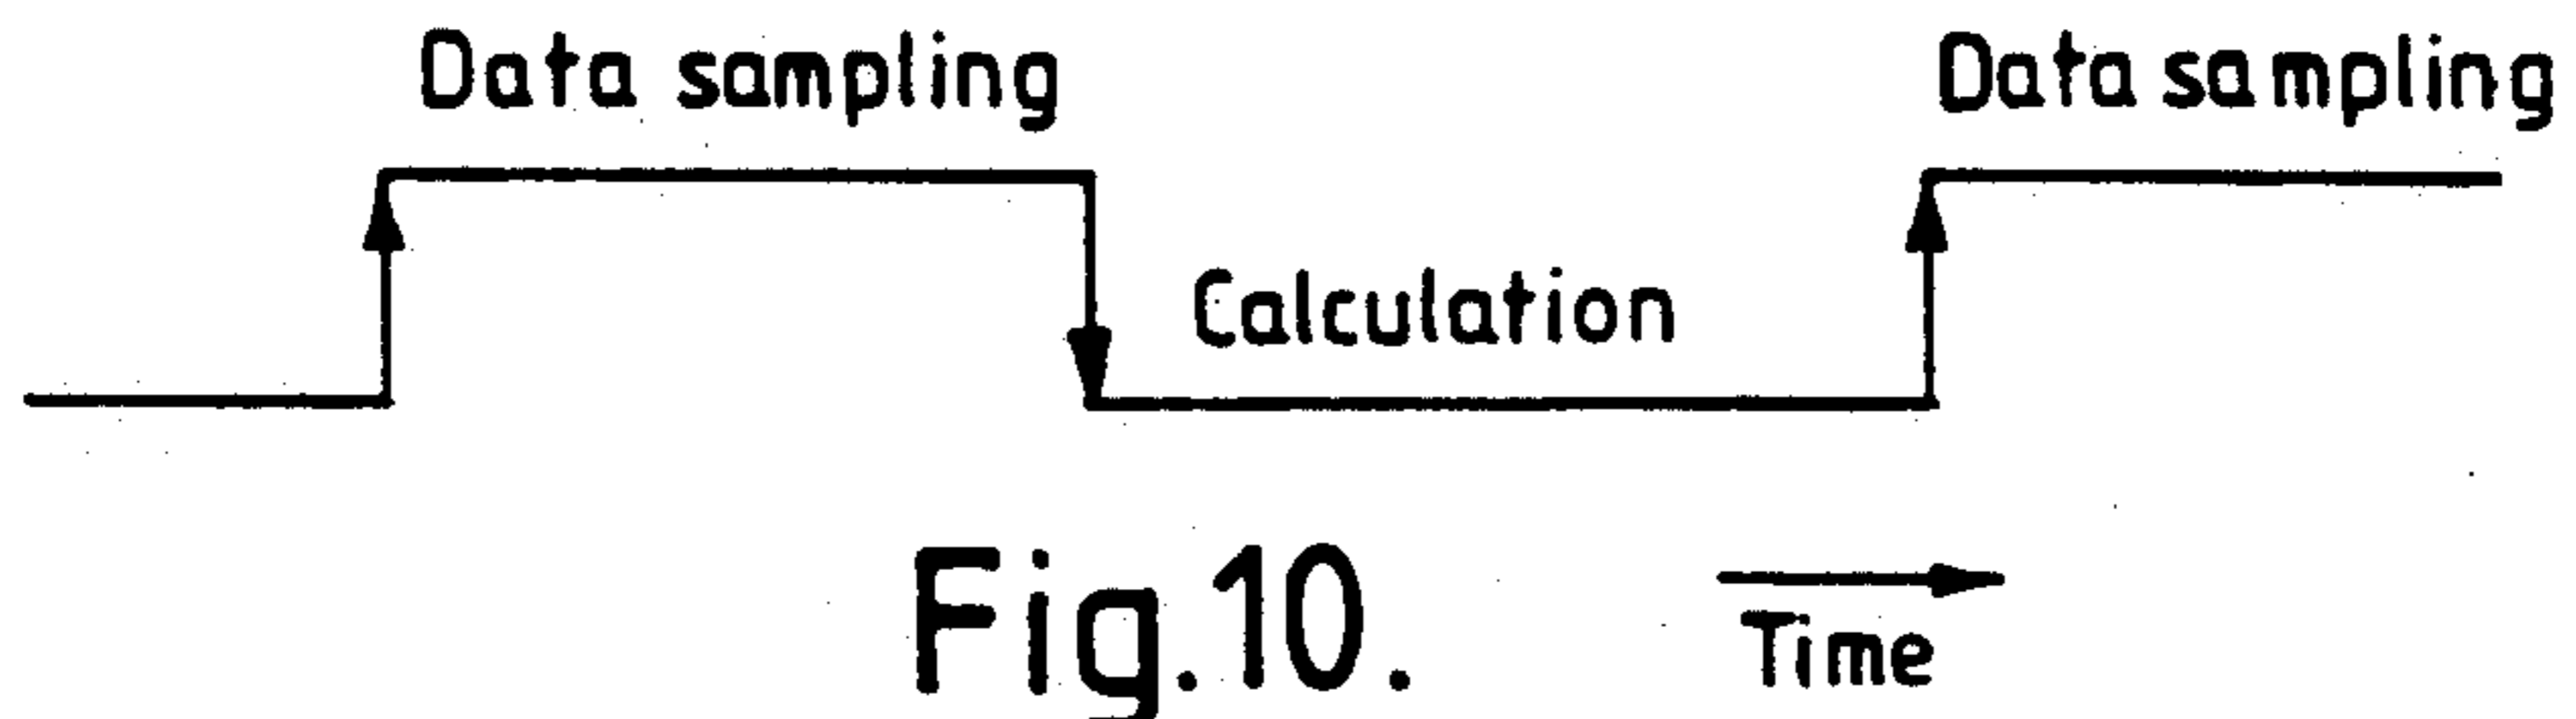 Data sampling
Data sampling
Calculation
Fig.10.
Time